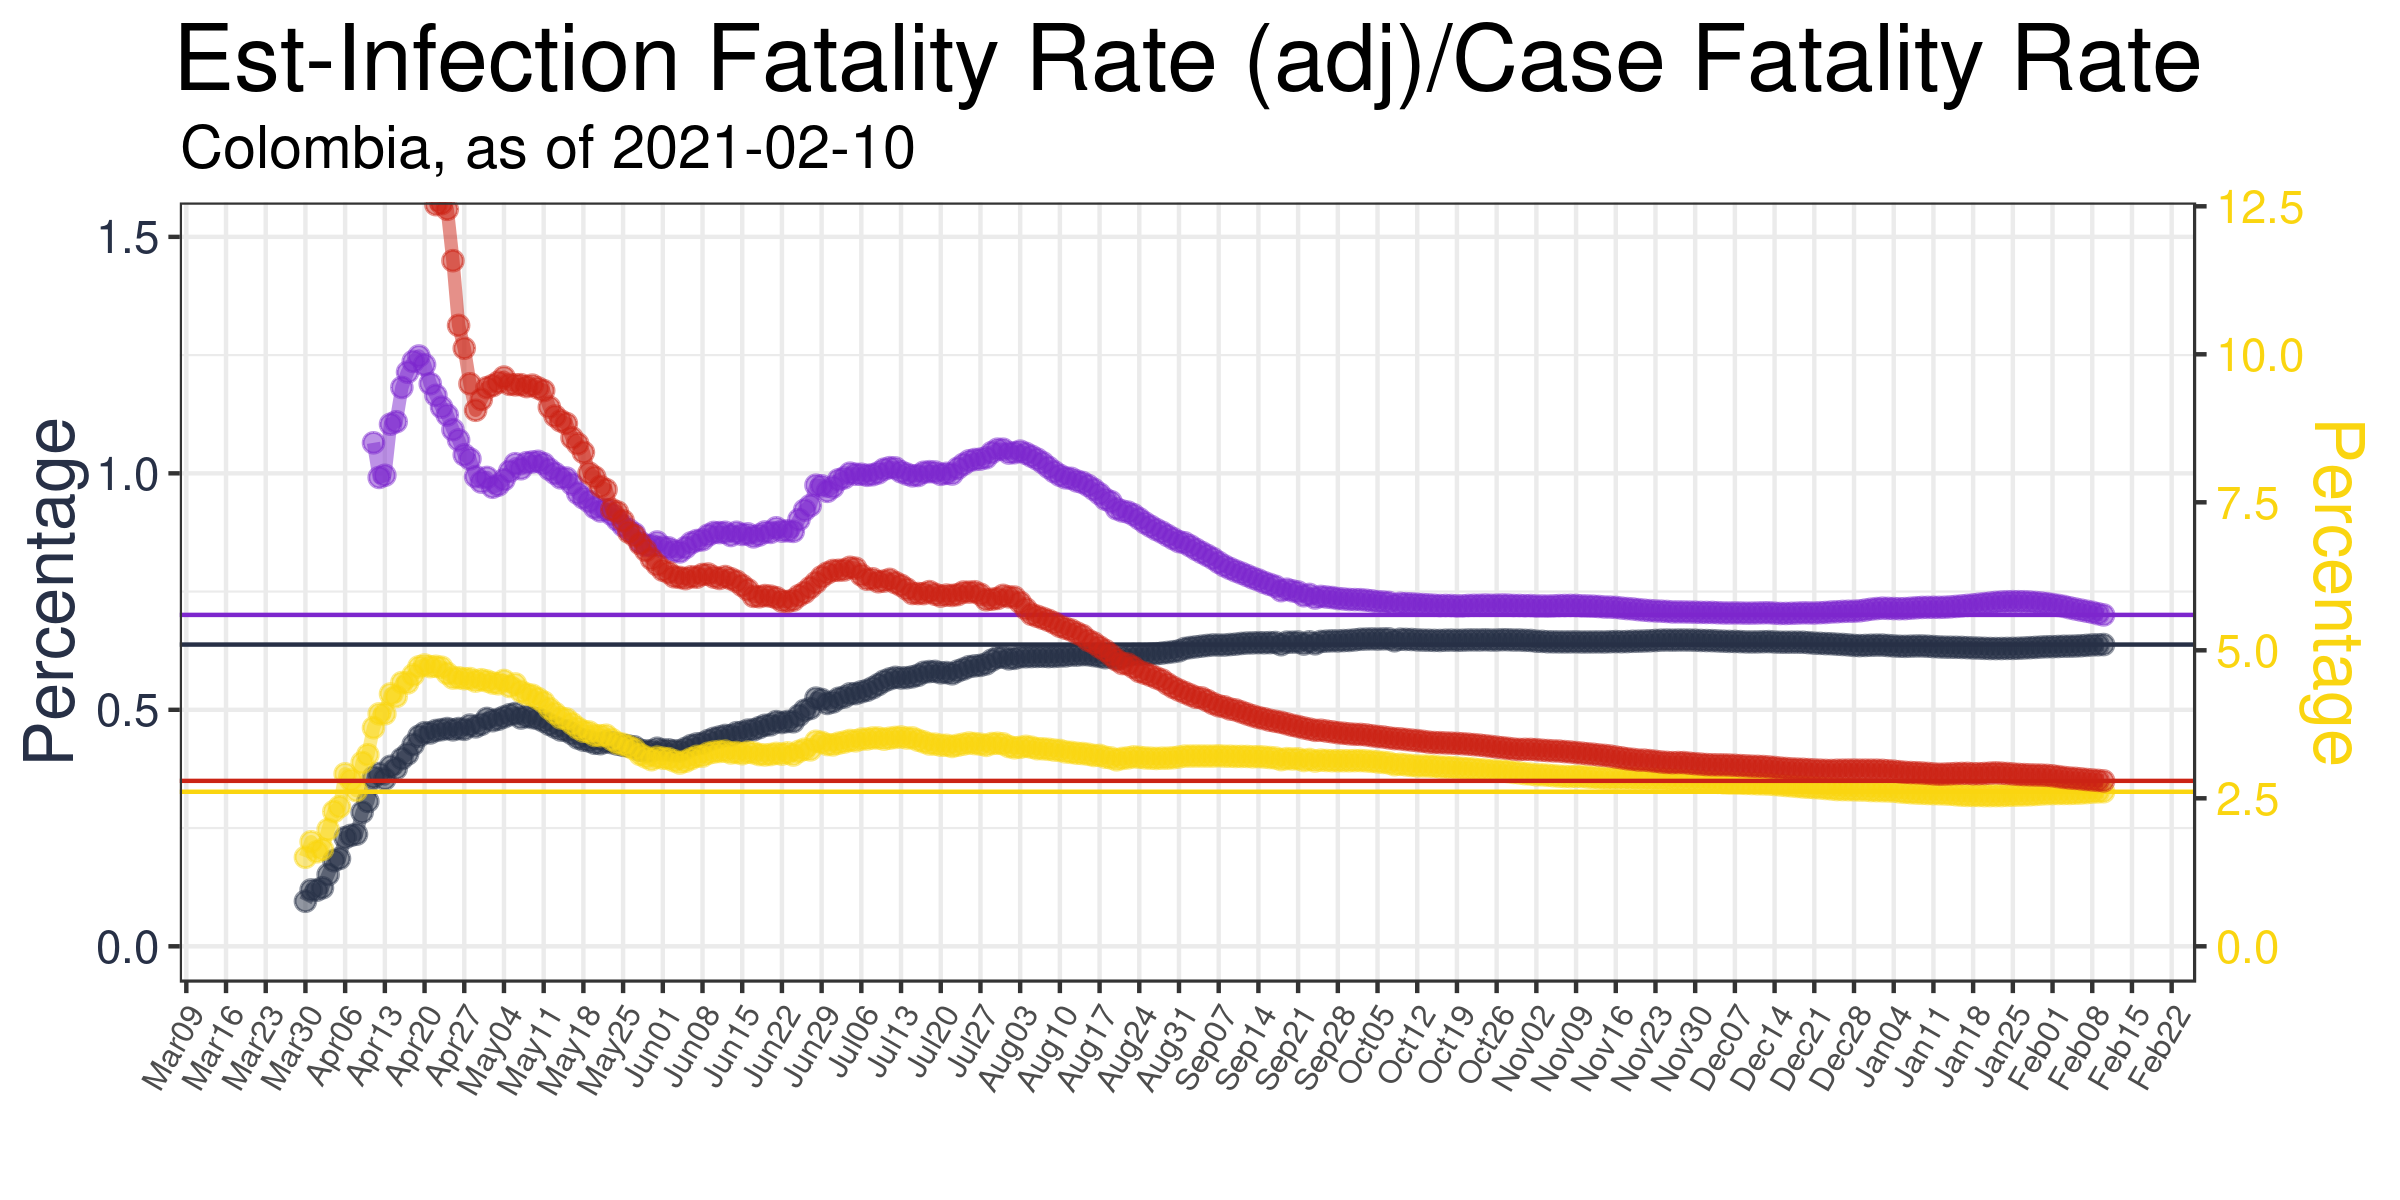 Est-Infection Fatality Rate (adj)/Case Fatality Rate
Colombia, as of 2021-02-10
Percentage
1.5
1.0
0.5
0.0
12.5
10.0
7.5
5.0
2.5
0.0
Percentage
Mar09
Mar16
Mar23
Mar30
Apr06
Apr13
Apr20
Apr27
May04
May11
May18
May25
Jun01
Jun08
Jun15
Jun22
Jun29
Jul06
Jul13
Jul20
Jul27
Aug03
Aug10
Aug17
Aug24
Aug31
Sep07
Sep14
Sep21
Sep28
Oct05
Oct12
Oct19
Oct26
Nov02
Nov09
Nov16
Nov23
Nov30
Dec07
Dec14
Dec21
Dec28
Jan04
Jan11
Jan18
Jan25
Feb01
Feb08
Feb15
Feb22